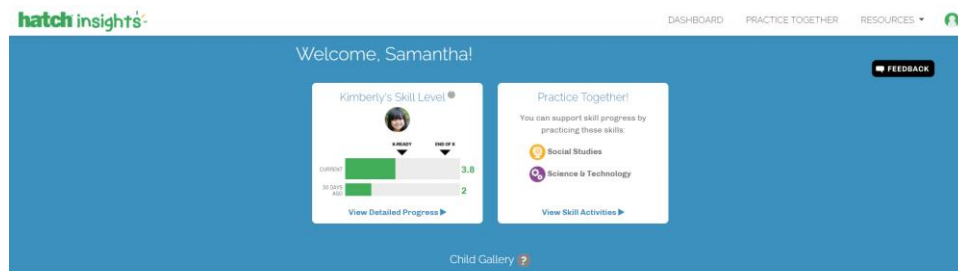 hatch insights
DASHBOARD PRACTICE TOGETHER RESOURCES
Welcome, Samantha!
FEEDBACK
Kimberly's Skill Level
K-READY END OF K
CURRENT 3.8
30 DAYS AGO 2
View Detailed Progress
Practice Together!
You can support skill progress by
practicing these skills:
Social Studies
Science & Technology
View Skill Activities
Child Gallery ?